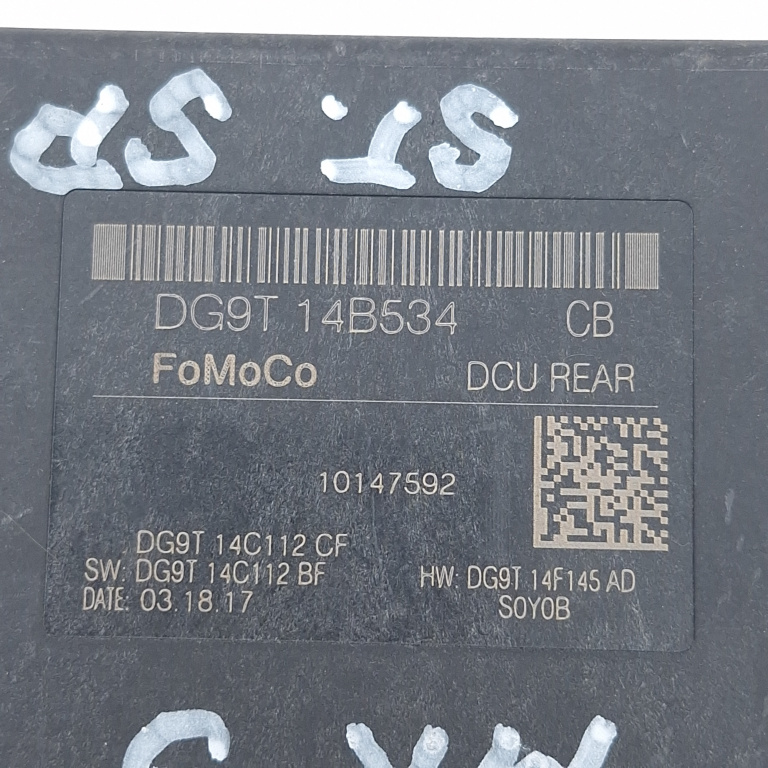 DG9T 14B534 CB
FoMoCo DCU REAR
10147592
DG9T 14C112 CF
SW: DG9T 14C112 BF
HW: DG9T 14F145 AD
DATE: 03.18.17
S0Y0B